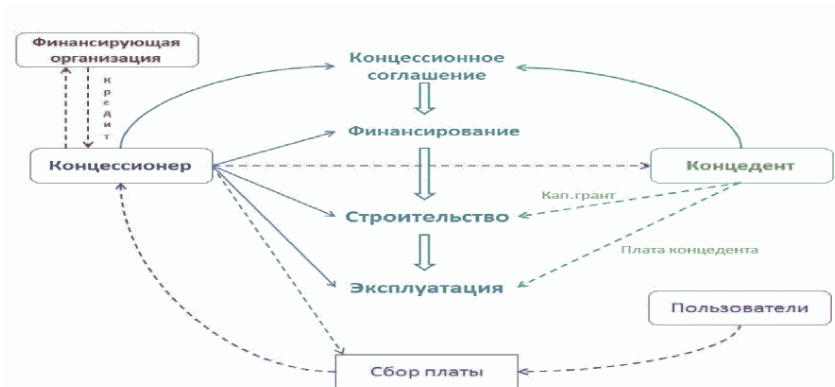 Финансирующая
организация
Концессионное
соглашение
Кредит
Финансирование
Концессионер
Концедент
Кап.грант
Строительство
Плата концедента
Эксплуатация
Пользователи
Сбор платы